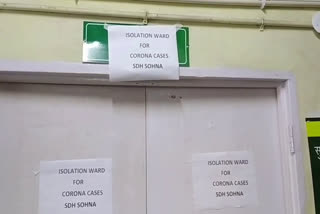 ISOLATION WARD
FOR
CORONA CASES
SDH SOHNA
ISOLATION WARD
FOR
CORONA CASES
SDH SOHNA
ISOLATION WARD
FOR
CORONA CASES
SDH SOHNA